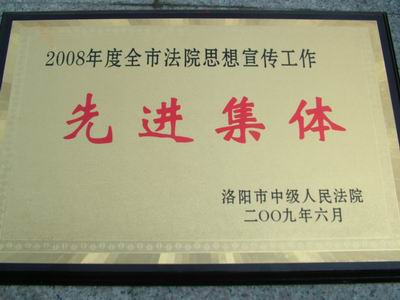 2008年度全市法院思想宣传工作
先进集体
洛阳市中级人民法院
二〇〇九年六月